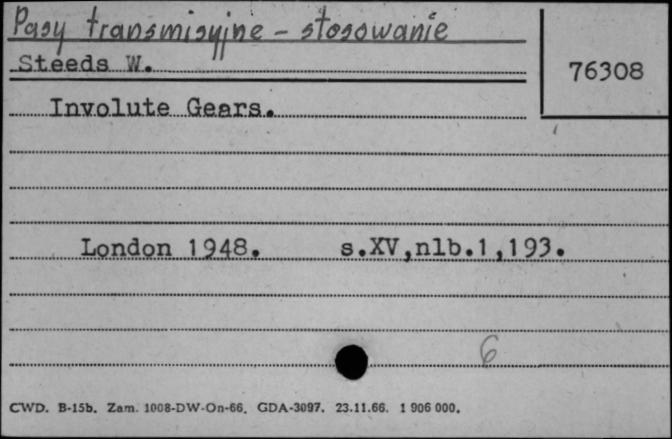 Pasy transmisyjne - stosowanie
Steeds W.
76308
Involute Gears.
London 1948. s.XV,nlb.1,193.
6
CWD. B-15b. Zam. 1008-DW-On-66. GDA-3097. 23.11.66. 1 906 000.